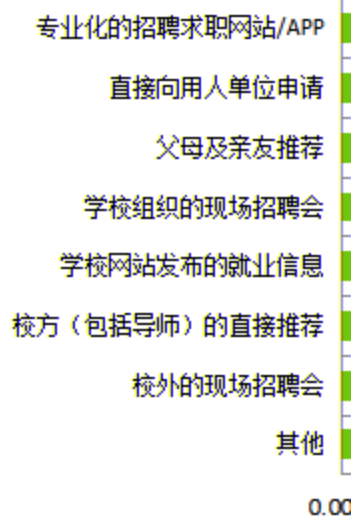 专业化的招聘求职网站/APP
直接向用人单位申请
父母及亲友推荐
学校组织的现场招聘会
学校网站发布的就业信息
校方（包括导师）的直接推荐
校外的现场招聘会
其他
0.00